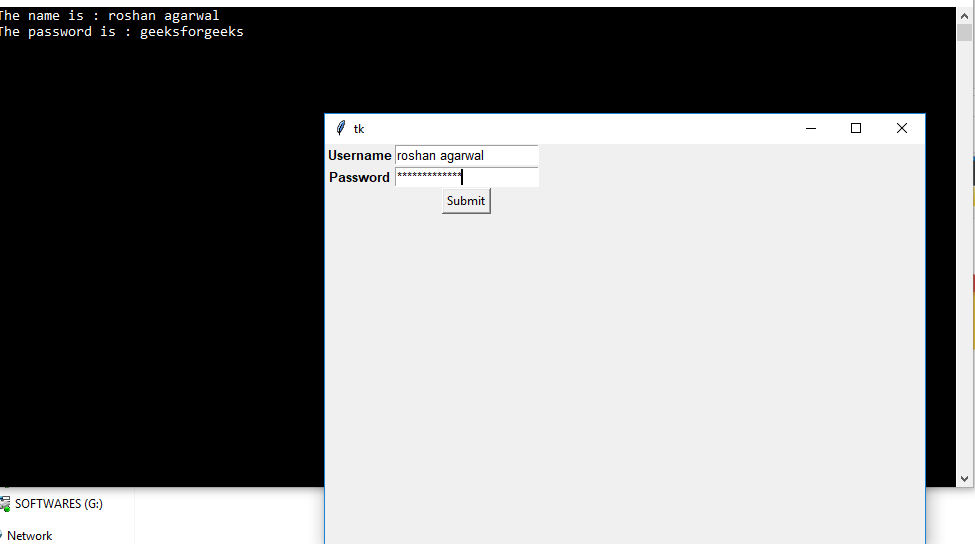 The name is : roshan agarwal
The password is : geeksforgeeks
tk
Username roshan agarwal
Password *************
Submit
SOFTWARES (G:)
Network